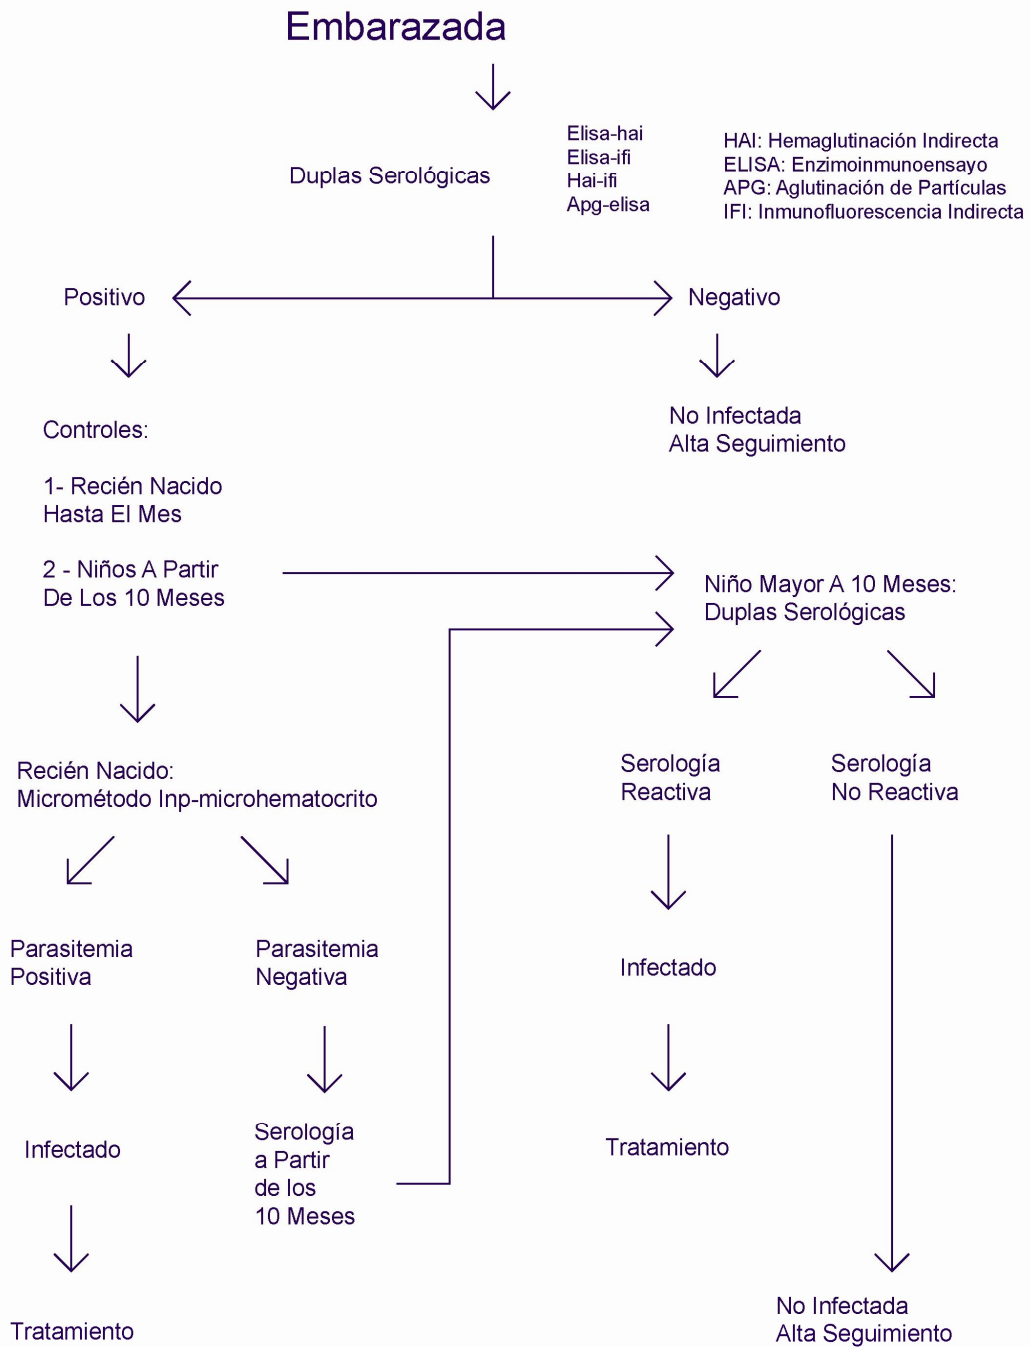 Embarazada
Duplas Serológicas
Elisa-hai
Elisa-ifi
Hai-ifi
Apg-elisa
HAI: Hemaglutinación Indirecta
ELISA: Enzimoinmunoensayo
APG: Aglutinación de Partículas
IFI: Inmunofluorescencia Indirecta
Positivo
Negativo
Controles:
1- Recién Nacido
Hasta El Mes
2 - Niños A Partir
De Los 10 Meses
No Infectada
Alta Seguimiento
Niño Mayor A 10 Meses:
Duplas Serológicas
Recién Nacido:
Micrométodo Inp-microhematocrito
Serología
Reactiva
Serología
No Reactiva
Parasitemia
Positiva
Parasitemia
Negativa
Infectado
Infectado
Serología
a Partir
de los
10 Meses
Tratamiento
Tratamiento
No Infectada
Alta Seguimiento